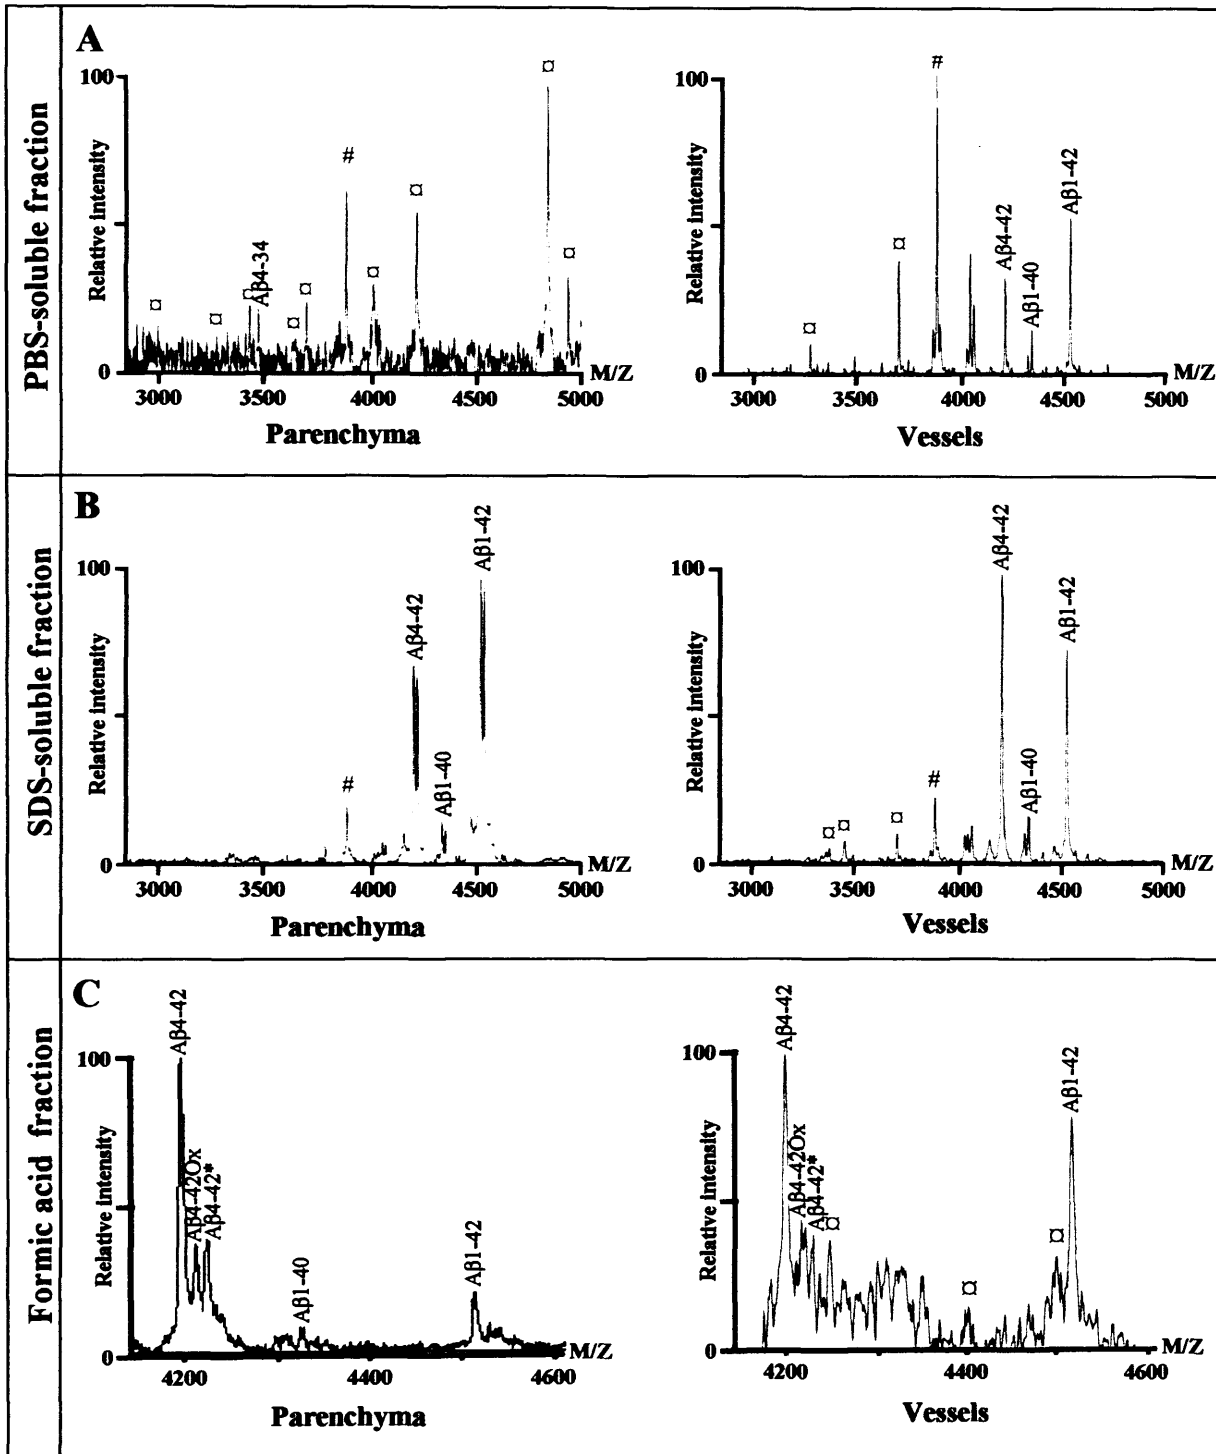 PBS-soluble fraction
A
100
Relative intensity
0
¤
¤
¤
Aβ4-34
¤
¤
#
¤
¤
¤
¤
3000 3500 4000 4500 5000 M/Z
Parenchyma
100
Relative intensity
0
¤
¤
#
Aβ4-42
Aβ1-40
Aβ1-42
3000 3500 4000 4500 5000 M/Z
Vessels
SDS-soluble fraction
B
100
Relative intensity
0
#
Aβ4-42
Aβ1-40
Aβ1-42
3000 3500 4000 4500 5000 M/Z
Parenchyma
100
Relative intensity
0
¤
¤
¤
#
Aβ4-42
Aβ1-40
Aβ1-42
3000 3500 4000 4500 5000 M/Z
Vessels
Formic acid fraction
C
100
Relative intensity
0
Aβ4-42
Aβ4-42Ox
Aβ4-42*
Aβ1-40
Aβ1-42
4200 4400 4600 M/Z
Parenchyma
100
Relative intensity
0
Aβ4-42
Aβ4-42Ox
Aβ4-42*
¤
¤
¤
Aβ1-42
4200 4400 4600 M/Z
Vessels